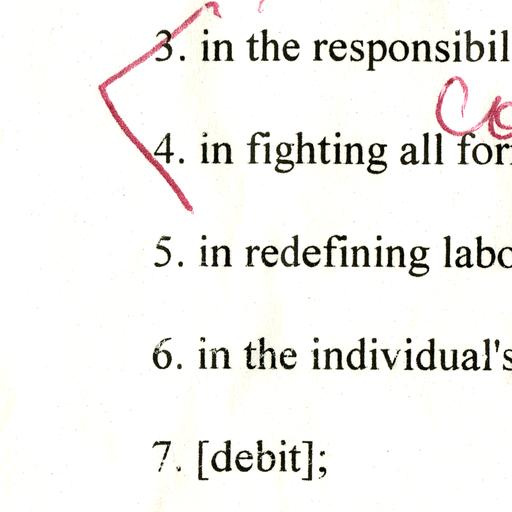 3. in the responsibil
Co
4. in fighting all for
5. in redefining labo
6. in the individual's
7. [debit];